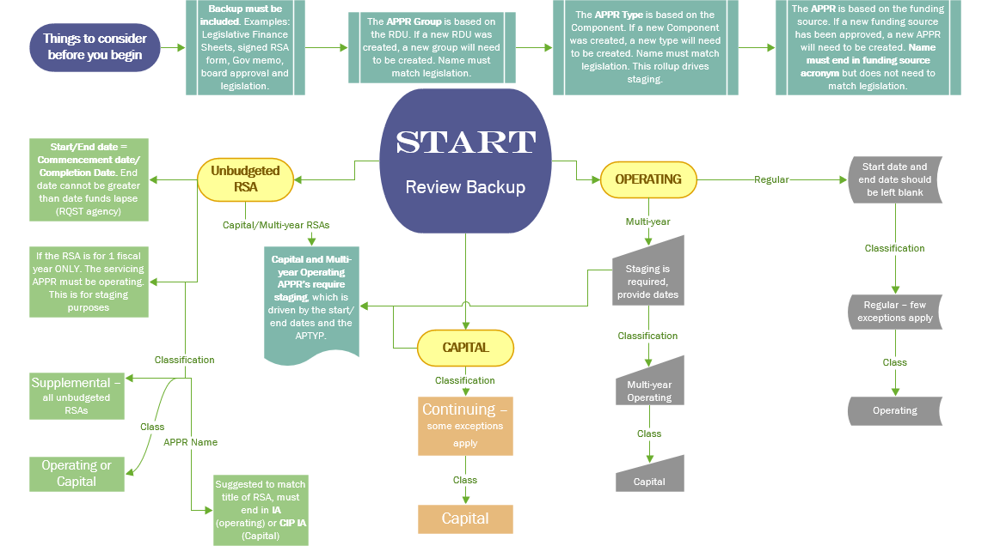 Things to consider
before you begin
Backup must be
included. Examples:
Legislative Finance
Sheets, signed RSA
form, Gov memo,
board approval and
legislation.
The APPR Group is based on
the RDU. If a new RDU was
created, a new group will need
to be created. Name must
match legislation.
The APPR Type is based on the
Component. If a new Component
was created, a new type will need
to be created. Name must match
legislation. This rollup drives
staging.
The APPR is based on the funding
source. If a new funding source
has been approved, a new APPR
will need to be created. Name
must end in funding source
acronym but does not need to
match legislation.
START
Review Backup
Start/End date =
Commencement date/
Completion Date. End
date cannot be greater
than date funds lapse
(RQST agency)
Unbudgeted
RSA
OPERATING
Regular
Start date and
end date should
be left blank
Capital/Multi-year RSAs
Multi-year
Classification
If the RSA is for 1 fiscal
year ONLY. The servicing
APPR must be operating.
This is for staging
purposes
Capital and Multi-
year Operating
APPR's require
staging, which is
driven by the start/
end dates and the
APTYP.
Staging is
required,
provide dates
Regular – few
exceptions apply
CAPITAL
Classification
Classification
Classification
Class
Supplemental –
all unbudgeted
RSAs
Continuing –
some exceptions
apply
Multi-year
Operating
Operating
Class
APPR Name
Class
Operating or
Capital
Class
Capital
Suggested to match
title of RSA, must
end in IA
(operating) or CIP IA
(Capital)
Capital